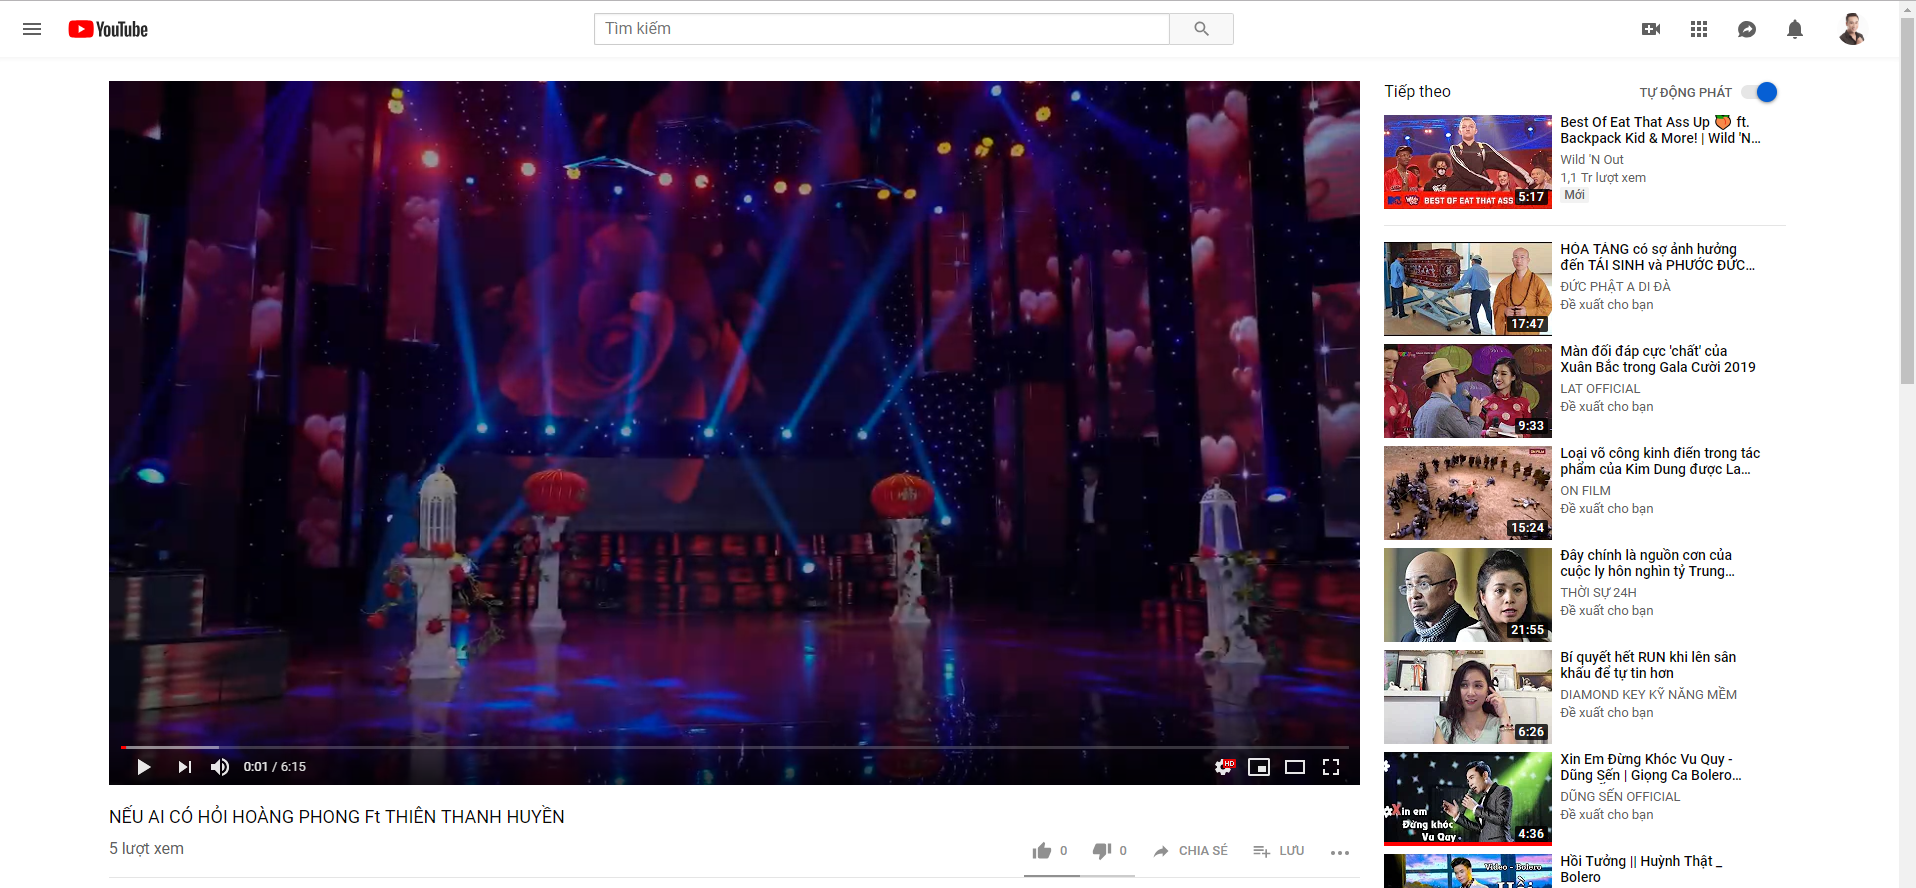 YouTube
Tìm kiếm
HD
0:01 / 6:15
NẾU AI CÓ HỎI HOÀNG PHONG Ft THIÊN THANH HUYỀN
5 lượt xem
0
0
CHIA SẺ
LƯU
Tiếp theo
TỰ ĐỘNG PHÁT
BEST OF EAT THAT ASS
5:17
Best Of Eat That Ass Up 🍑 ft.
Backpack Kid & More! | Wild 'N...
Wild 'N Out
1,1 Tr lượt xem
Mới
17:47
HỎA TÁNG có sợ ảnh hưởng
đến TÁI SINH và PHƯỚC ĐỨC...
ĐỨC PHẬT A DI ĐÀ
Đề xuất cho bạn
9:33
Màn đối đáp cực 'chất' của
Xuân Bắc trong Gala Cười 2019
LAT OFFICIAL
Đề xuất cho bạn
15:24
Loại võ công kinh điển trong tác
phẩm của Kim Dung được La...
ON FILM
Đề xuất cho bạn
21:55
Đây chính là nguồn cơn của
cuộc ly hôn nghìn tỷ Trung...
THỜI SỰ 24H
Đề xuất cho bạn
6:26
Bí quyết hết RUN khi lên sân
khấu để tự tin hơn
DIAMOND KEY KỸ NĂNG MỀM
Đề xuất cho bạn
Xin em
Đừng khóc
Vu Quy
4:36
Xin Em Đừng Khóc Vu Quy -
Dũng Sến | Giọng Ca Bolero...
DŨNG SẾN OFFICIAL
Đề xuất cho bạn
Video - Bolero
Hồi Tưởng || Huỳnh Thật _
Bolero